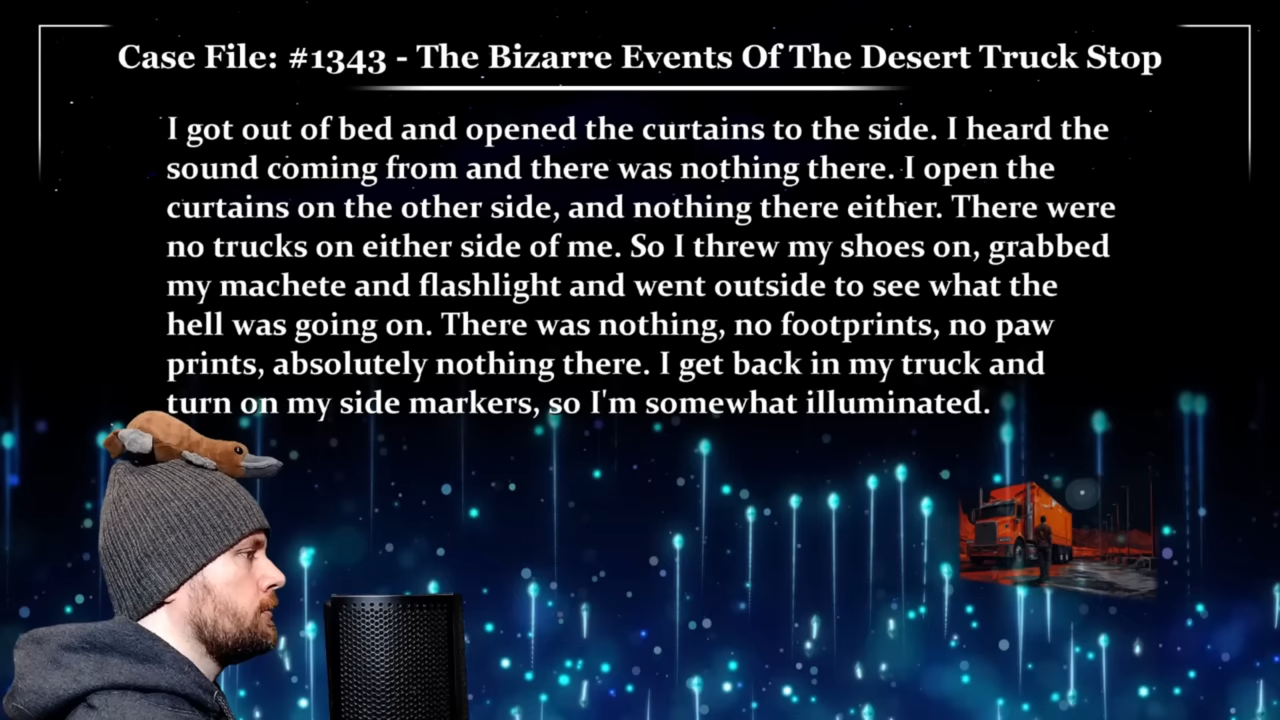 Case File: #1343 - The Bizarre Events Of The Desert Truck Stop
I got out of bed and opened the curtains to the side. I heard the
sound coming from and there was nothing there. I open the
curtains on the other side, and nothing there either. There were
no trucks on either side of me. So I threw my shoes on, grabbed
my machete and flashlight and went outside to see what the
hell was going on. There was nothing, no footprints, no paw
prints, absolutely nothing there. I get back in my truck and
turn on my side markers, so I'm somewhat illuminated.